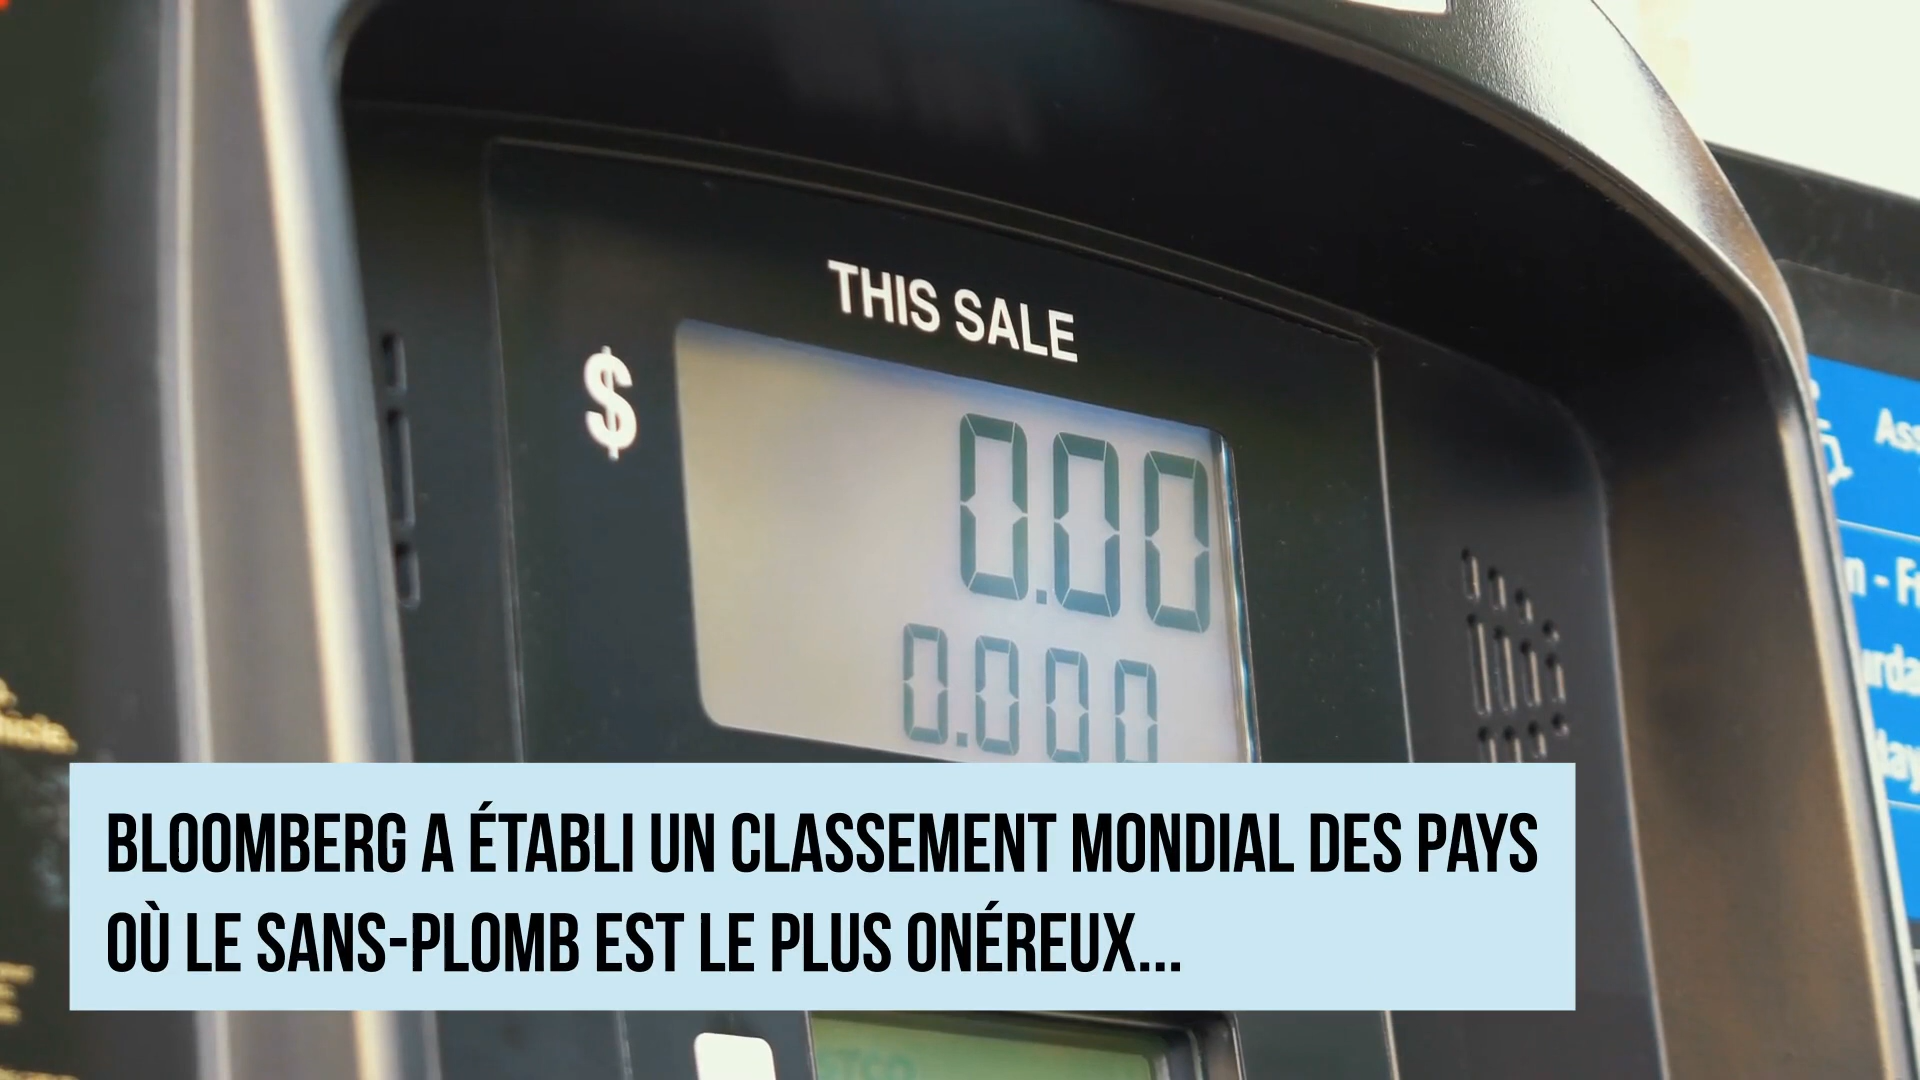 THIS SALE
$
0.00
0.000
BLOOMBERG A ÉTABLI UN CLASSEMENT MONDIAL DES PAYS
OÙ LE SANS-PLOMB EST LE PLUS ONÉREUX...